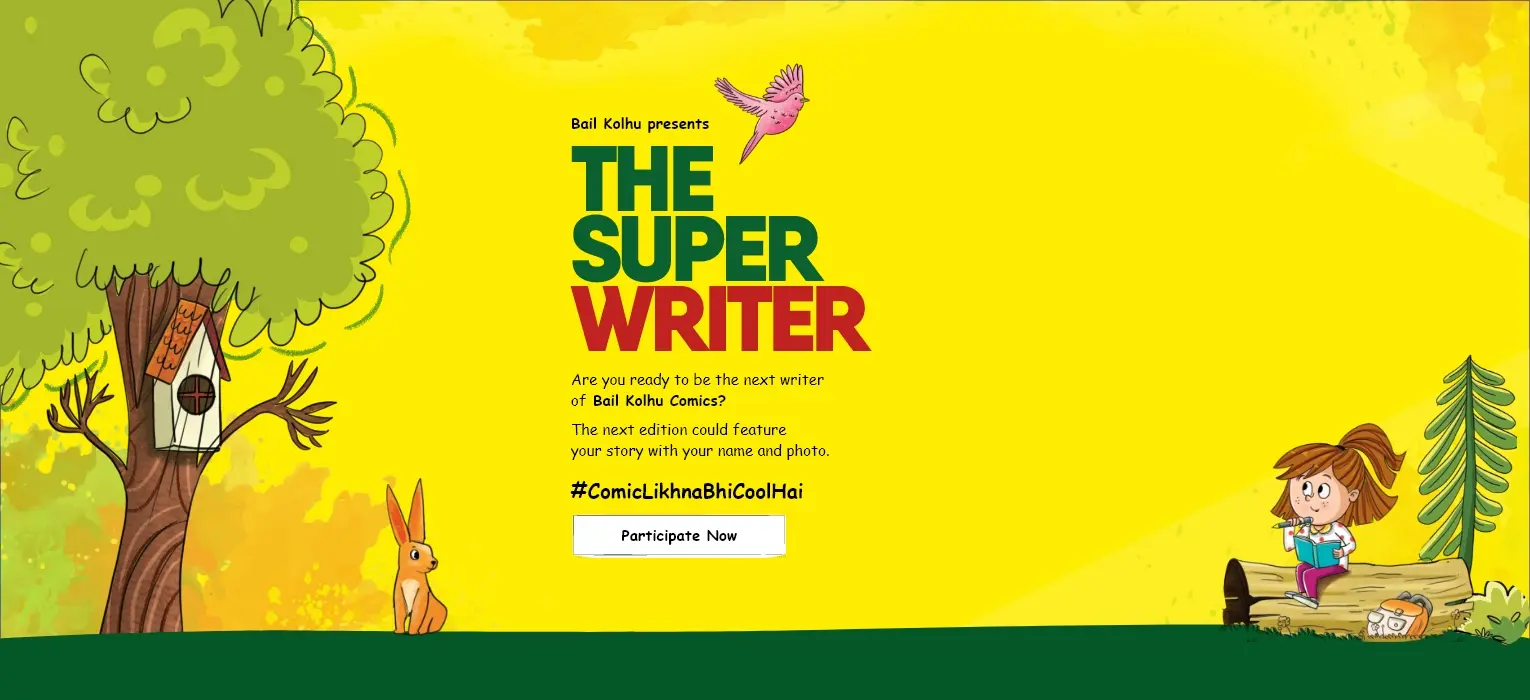 Bail Kolhu presents
THE
SUPER
WRITER
Are you ready to be the next writer
of Bail Kolhu Comics?
The next edition could feature
your story with your name and photo.
#ComicLikhnaBhiCoolHai
Participate Now